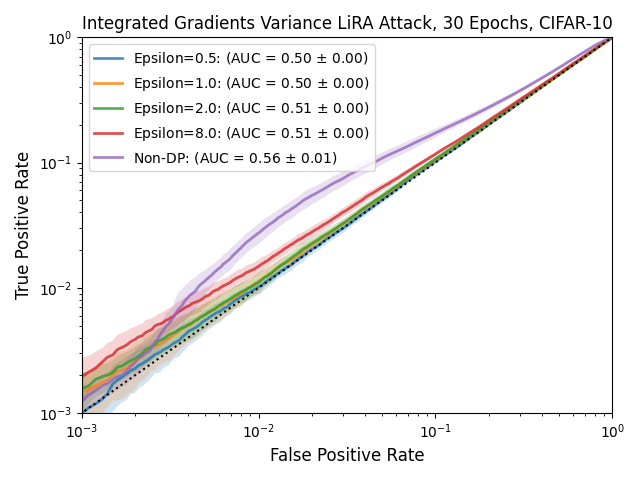 Integrated Gradients Variance LiRA Attack, 30 Epochs, CIFAR-10
Epsilon=0.5: (AUC = 0.50 ± 0.00)
Epsilon=1.0: (AUC = 0.50 ± 0.00)
Epsilon=2.0: (AUC = 0.51 ± 0.00)
Epsilon=8.0: (AUC = 0.51 ± 0.00)
Non-DP: (AUC = 0.56 ± 0.01)
True Positive Rate
10⁰
10⁻¹
10⁻²
10⁻³
10⁻³ 10⁻² 10⁻¹ 10⁰
False Positive Rate